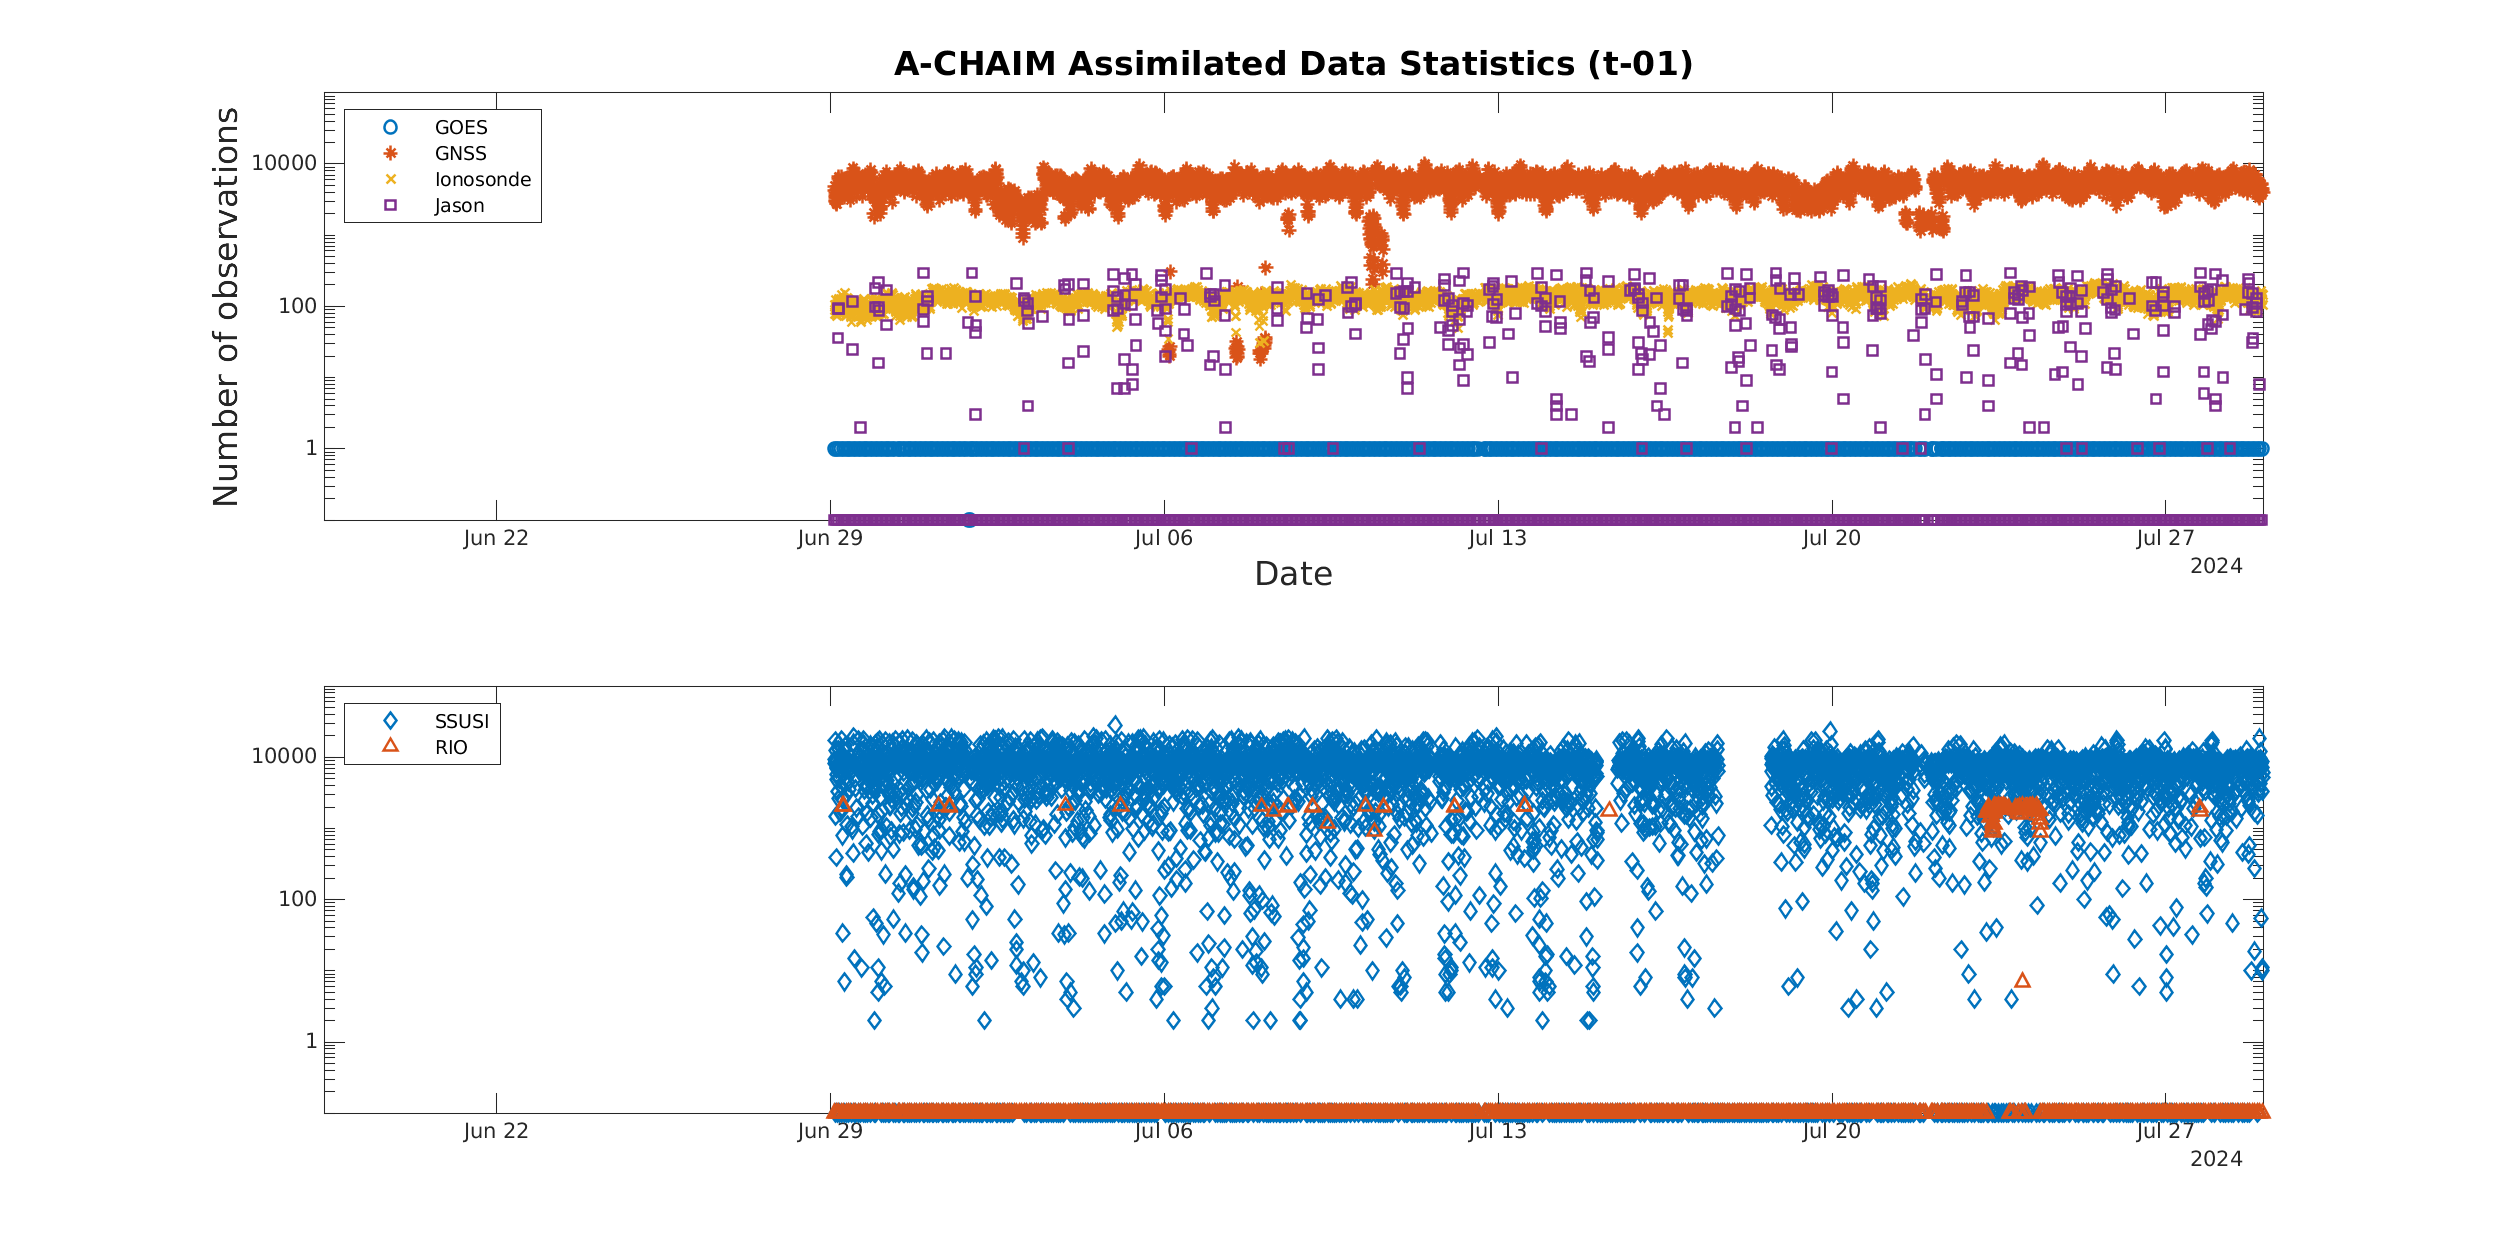 A-CHAIM Assimilated Data Statistics (t-01)
Number of observations
10000
100
1
GOES
GNSS
Ionosonde
Jason
Jun 22
Jun 29
Jul 06
Jul 13
Jul 20
Jul 27
2024
Date
10000
100
1
SSUSI
RIO
Jun 22
Jun 29
Jul 06
Jul 13
Jul 20
Jul 27
2024